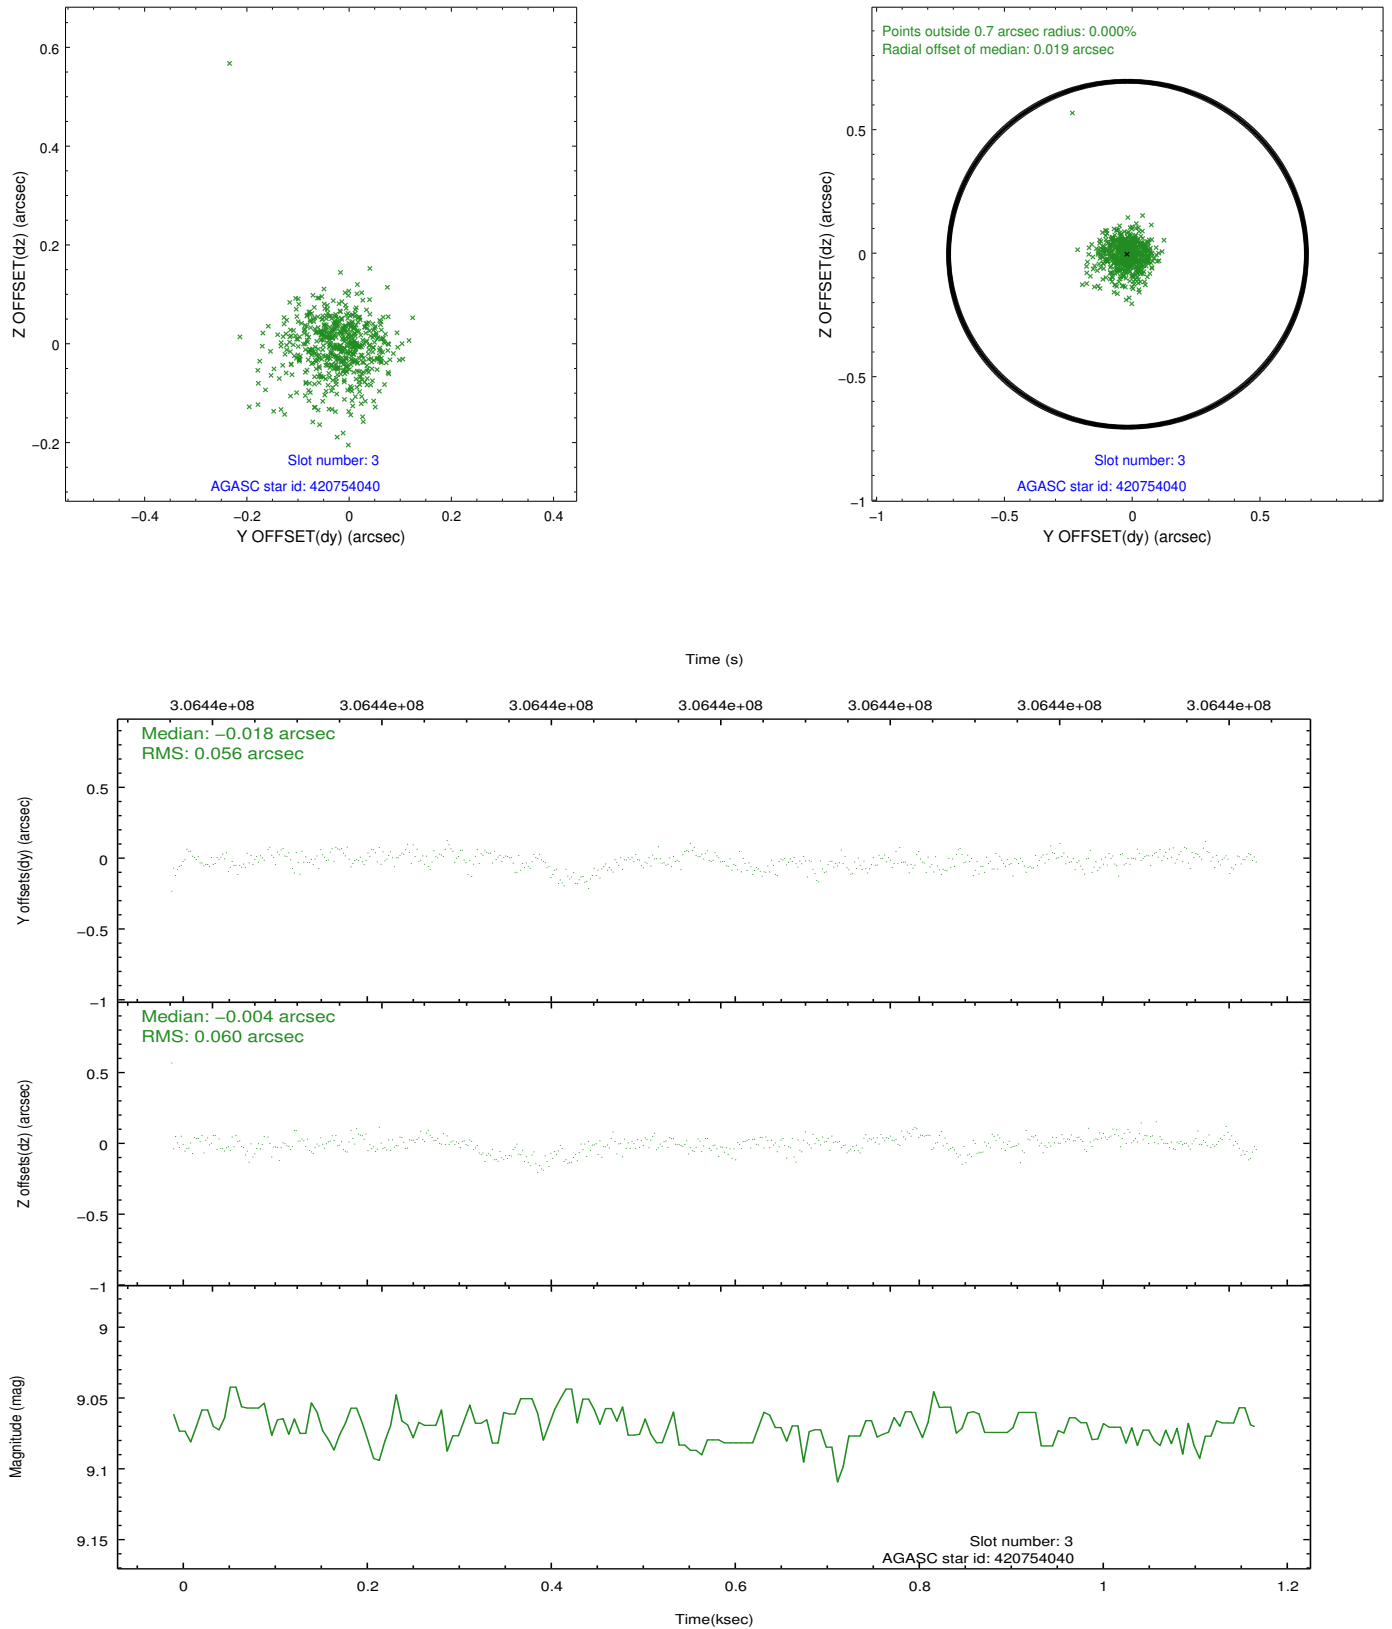 0.6
0.4
0.2
0
−0.2
Z OFFSET(dz) (arcsec)
Slot number: 3
AGASC star id: 420754040
−0.4 −0.2 0 0.2 0.4
Y OFFSET(dy) (arcsec)
Points outside 0.7 arcsec radius: 0.000%
Radial offset of median: 0.019 arcsec
0.5
0
−0.5
−1
Z OFFSET(dz) (arcsec)
Slot number: 3
AGASC star id: 420754040
−1 −0.5 0 0.5
Y OFFSET(dy) (arcsec)
Time (s)
3.0644e+08 3.0644e+08 3.0644e+08 3.0644e+08 3.0644e+08 3.0644e+08 3.0644e+08
Median: −0.018 arcsec
RMS: 0.056 arcsec
0.5
0
−0.5
−1
Y offsets(dy) (arcsec)
Median: −0.004 arcsec
RMS: 0.060 arcsec
0.5
0
−0.5
−1
Z offsets(dz) (arcsec)
9
9.05
9.1
9.15
Magnitude (mag)
Slot number: 3
AGASC star id: 420754040
0 0.2 0.4 0.6 0.8 1 1.2
Time(ksec)